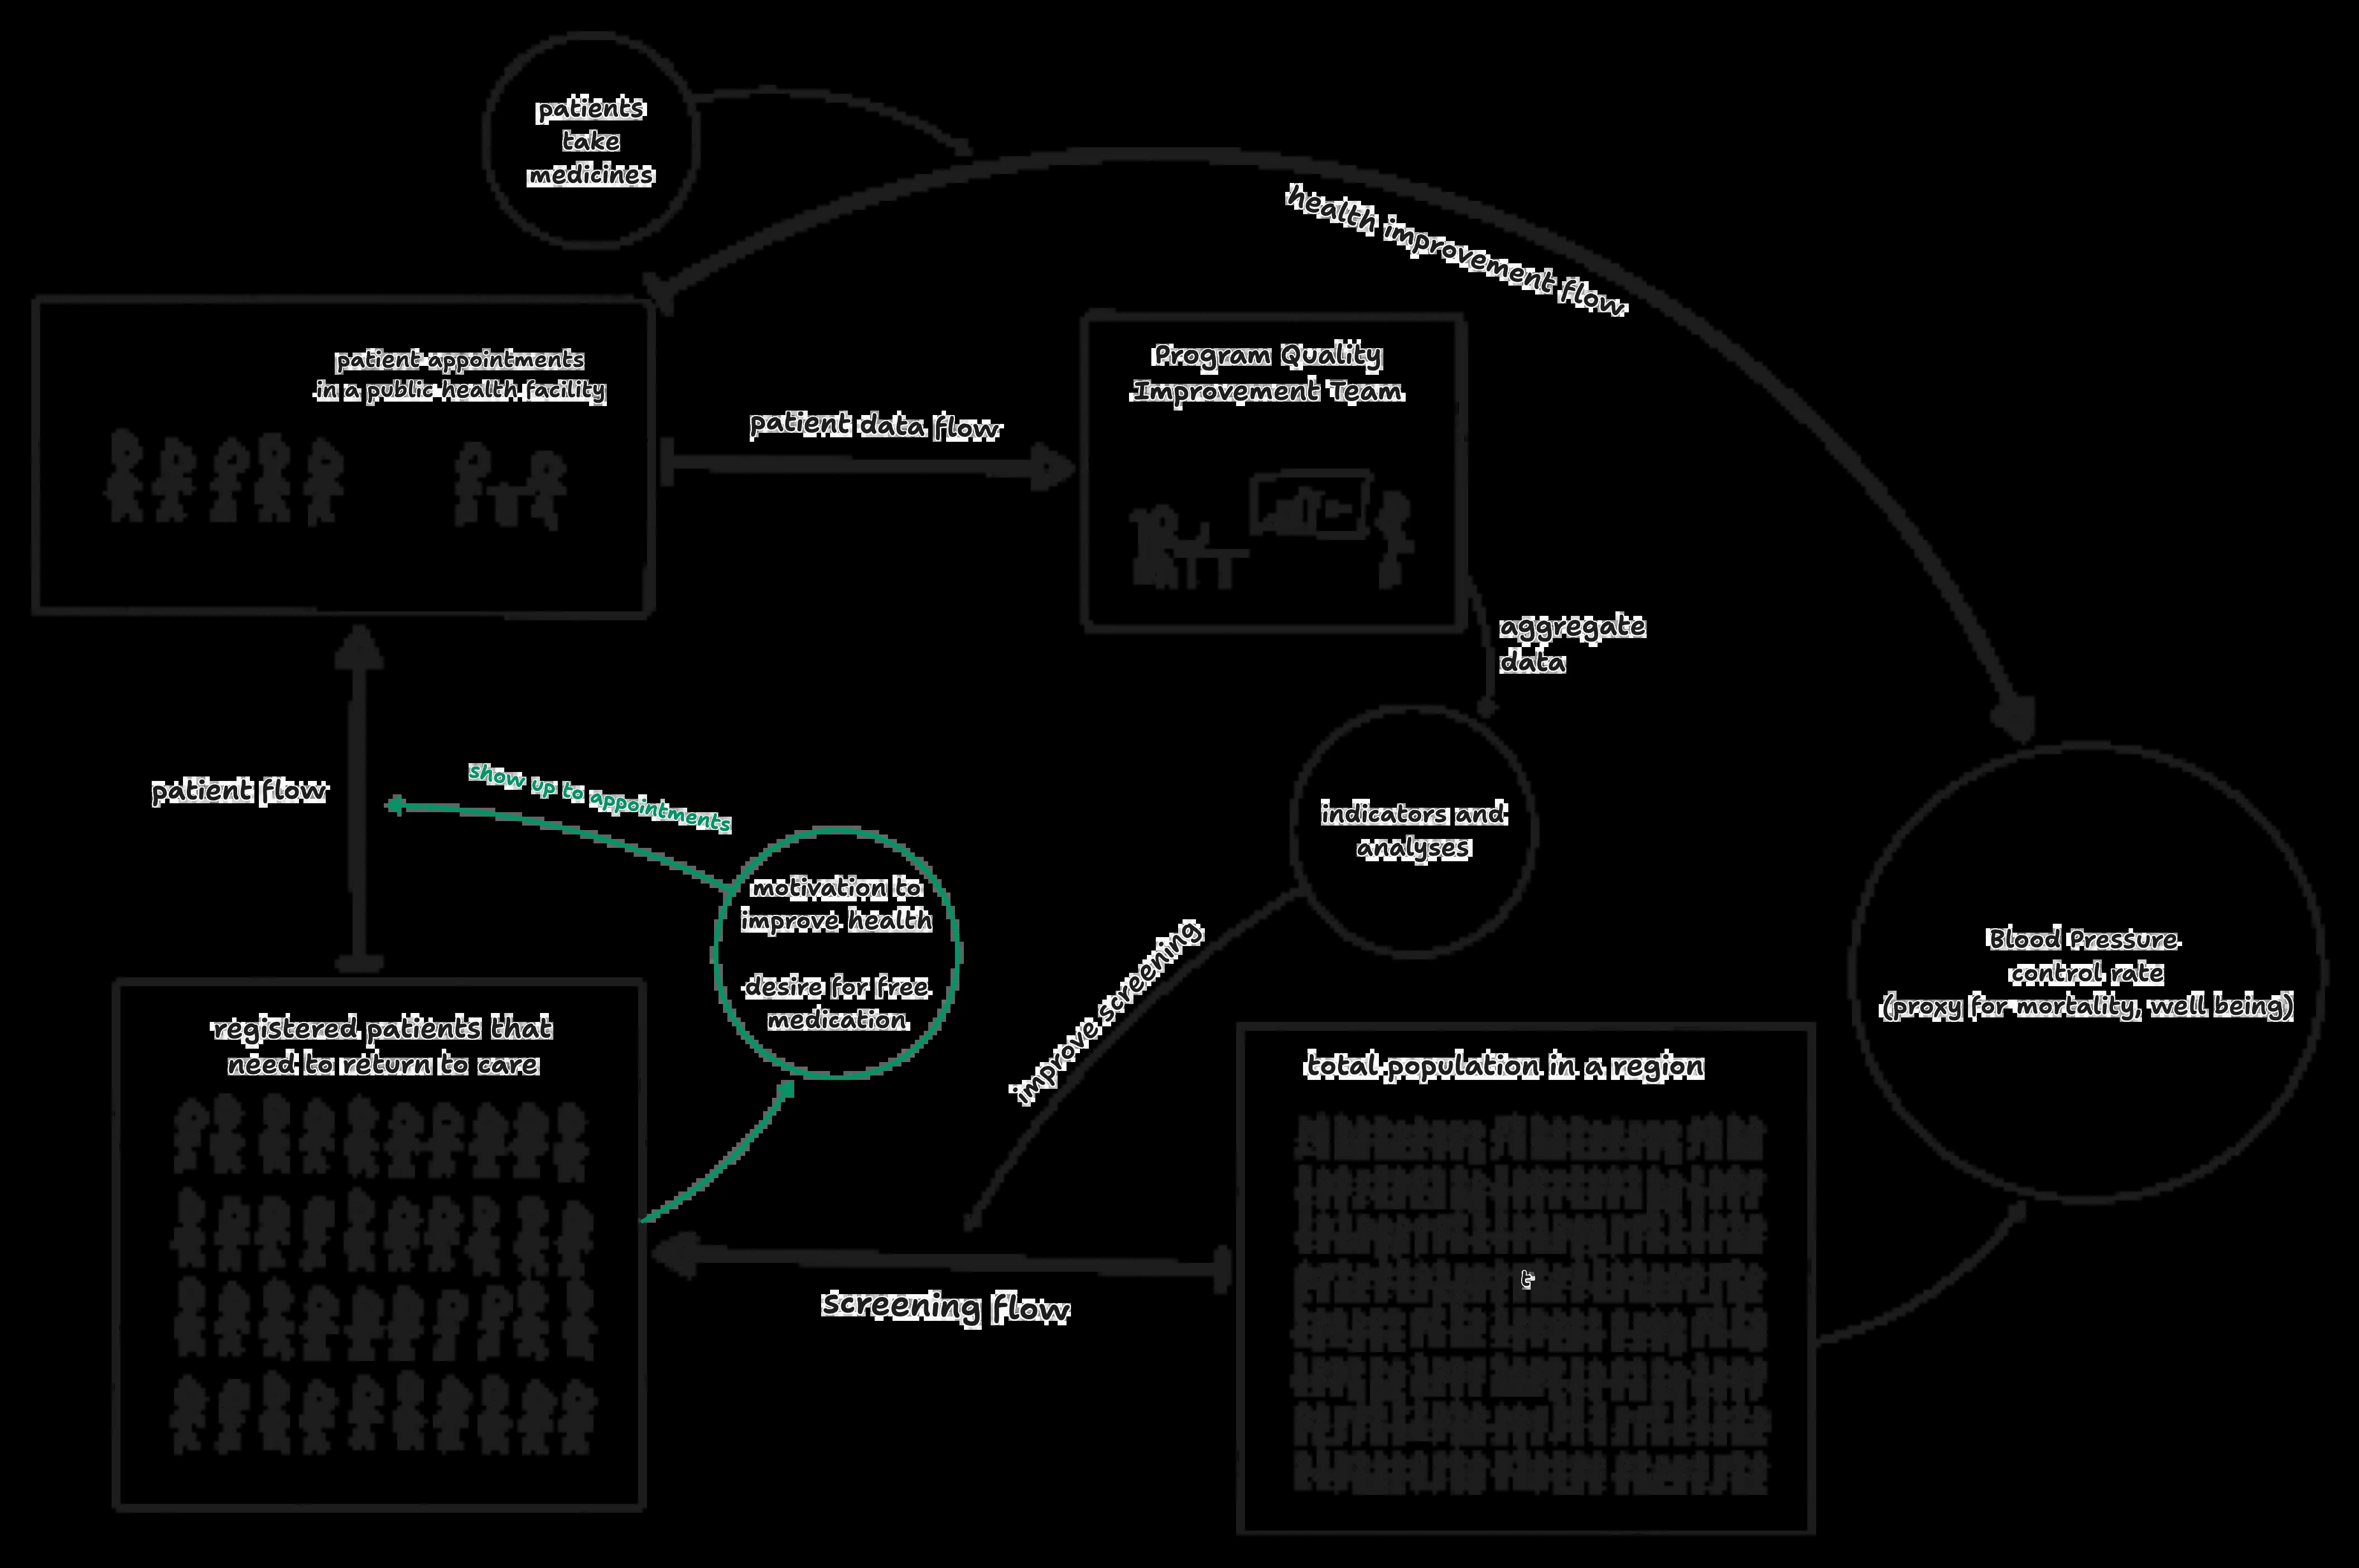 patients
take
medicines
health improvement flow
patient appointments
in a public health facility
Program Quality
Improvement Team
patient data flow
aggregate
data
patient flow
show up to appointments
indicators and
analyses
motivation to
improve health
desire for free
medication
improve screening
Blood Pressure
control rate
(proxy for mortality, well being)
registered patients that
need to return to care
total population in a region
screening flow